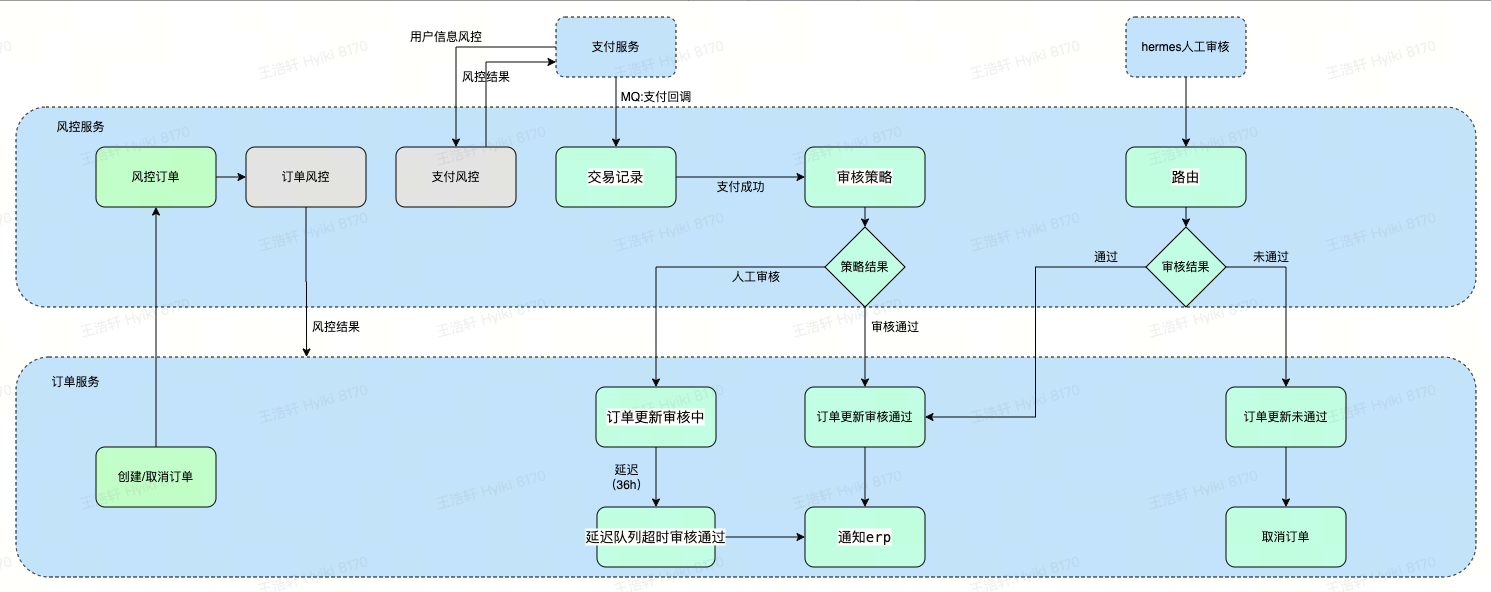 用户信息风控
支付服务
hermes人工审核
风控结果
MQ:支付回调
风控服务
风控订单
订单风控
支付风控
交易记录
支付成功
审核策略
路由
策略结果
人工审核
通过
审核结果
未通过
风控结果
审核通过
订单服务
订单更新审核中
订单更新审核通过
订单更新未通过
创建/取消订单
延迟
(36h)
延迟队列超时审核通过
通知erp
取消订单
王浩轩 Hyiki 8170